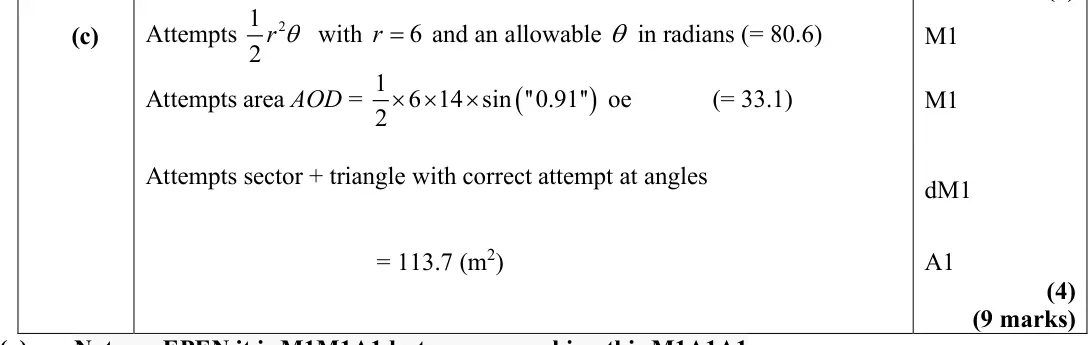 (c) Attempts 1/2 r²θ with r = 6 and an allowable θ in radians (= 80.6) M1
Attempts area AOD = 1/2 × 6 × 14 × sin ("0.91") oe (= 33.1) M1
Attempts sector + triangle with correct attempt at angles
dM1
= 113.7 (m²) A1
(4)
(9 marks)